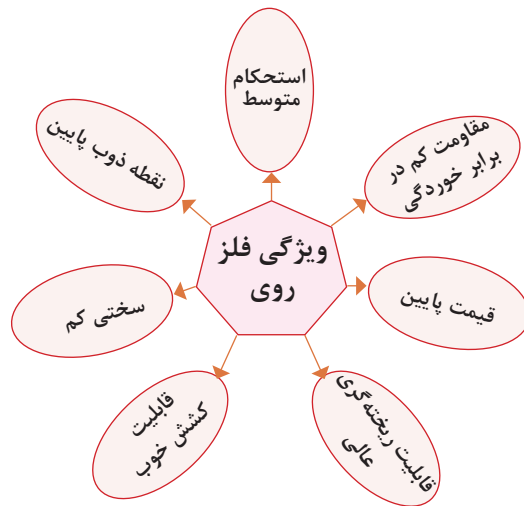 استحکام
متوسط
مقاومت کم در
برابر خوردگی
قیمت پایین
قابلیت ریخته‌گری
عالی
قابلیت
کشش خوب
سختی کم
نقطه ذوب پایین
ویژگی فلز
روی